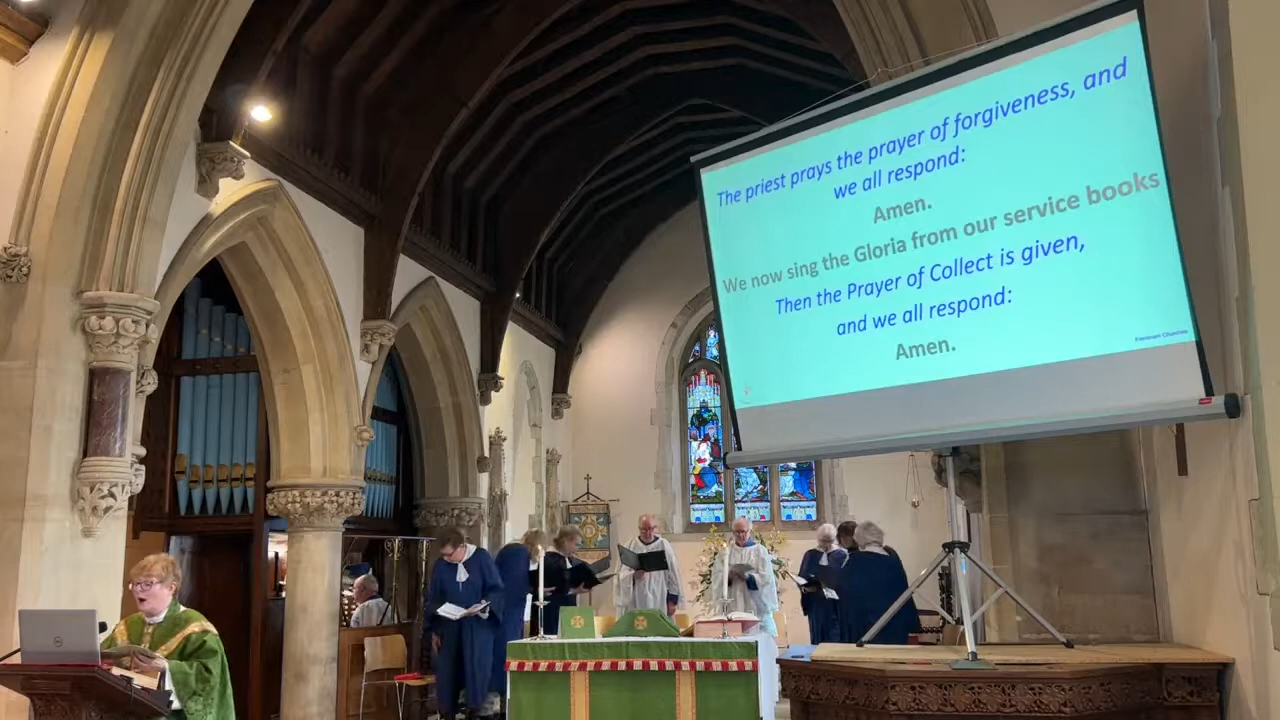 The priest prays the prayer of forgiveness, and
we all respond:
Amen.
We now sing the Gloria from our service books
Then the Prayer of Collect is given,
and we all respond:
Amen.